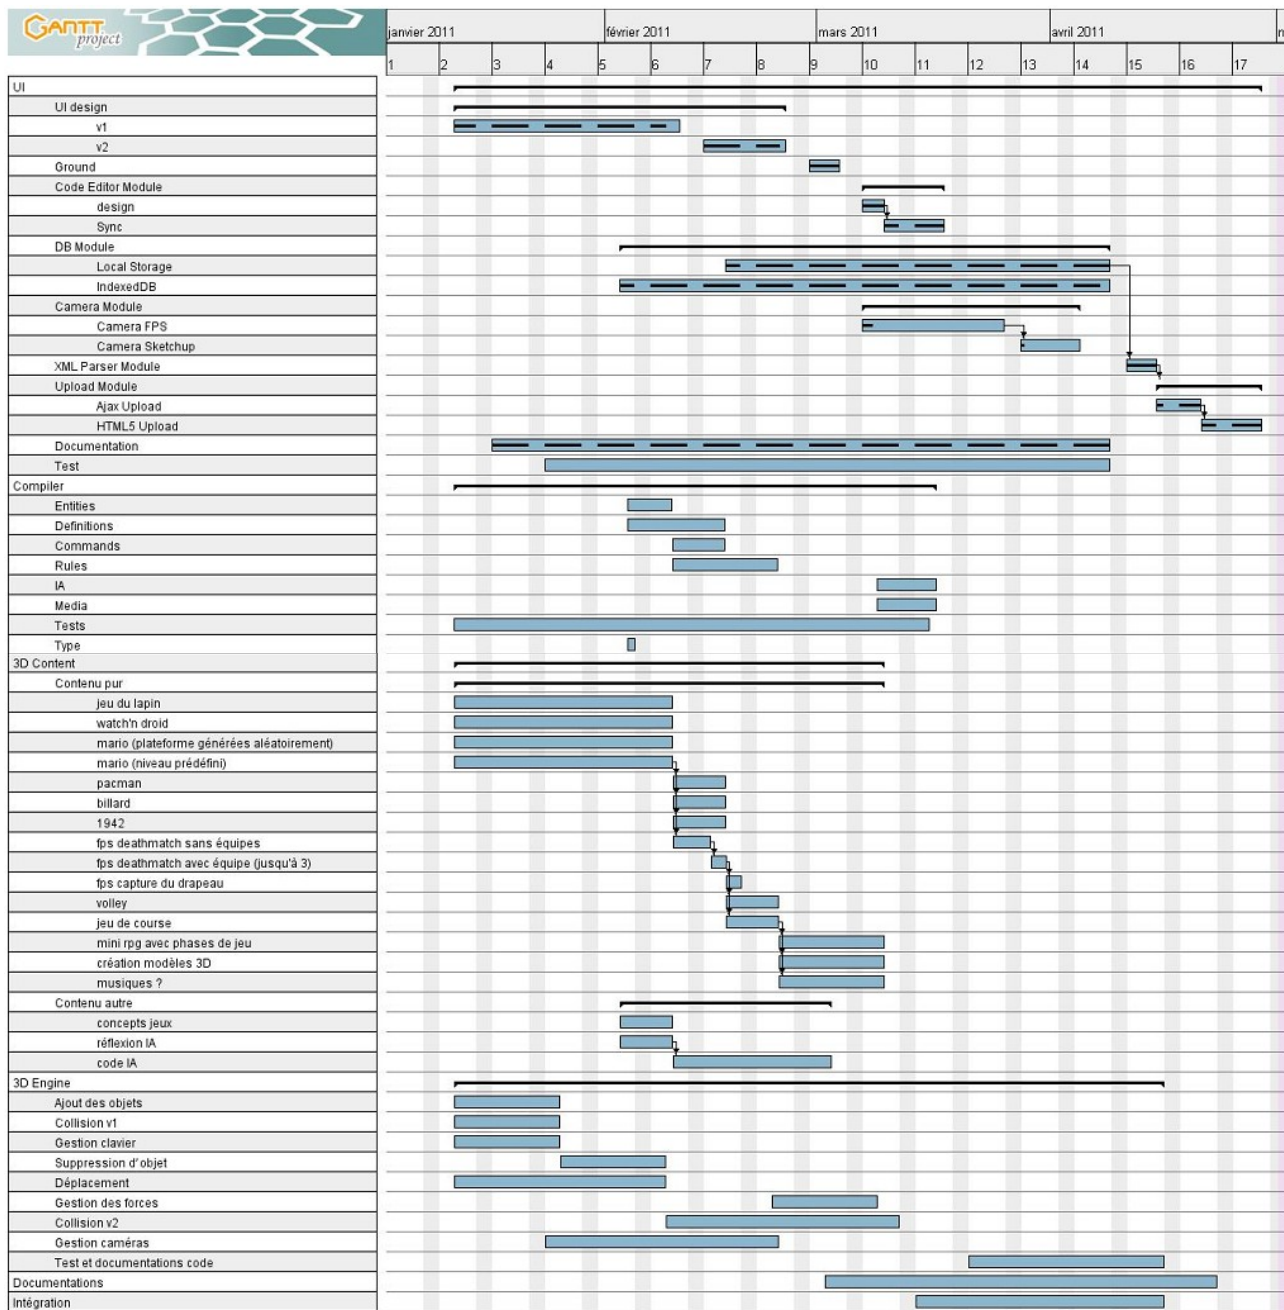 GANTT
project
janvier 2011 février 2011 mars 2011 avril 2011
1 2 3 4 5 6 7 8 9 10 11 12 13 14 15 16 17
UI
UI design
v1
v2
Ground
Code Editor Module
design
Sync
DB Module
Local Storage
IndexedDB
Camera Module
Camera FPS
Camera Sketchup
XML Parser Module
Upload Module
Ajax Upload
HTML5 Upload
Documentation
Test
Compiler
Entities
Definitions
Commands
Rules
IA
Media
Tests
Type
3D Content
Contenu pur
jeu du lapin
watch'n droid
mario (plateforme générées aléatoirement)
mario (niveau prédéfini)
pacman
billard
1942
fps deathmatch sans équipes
fps deathmatch avec équipe (jusqu'à 3)
fps capture du drapeau
volley
jeu de course
mini rpg avec phases de jeu
création modèles 3D
musiques ?
Contenu autre
concepts jeux
réflexion IA
code IA
3D Engine
Ajout des objets
Collision v1
Gestion clavier
Suppression d'objet
Déplacement
Gestion des forces
Collision v2
Gestion caméras
Test et documentations code
Documentations
Intégration